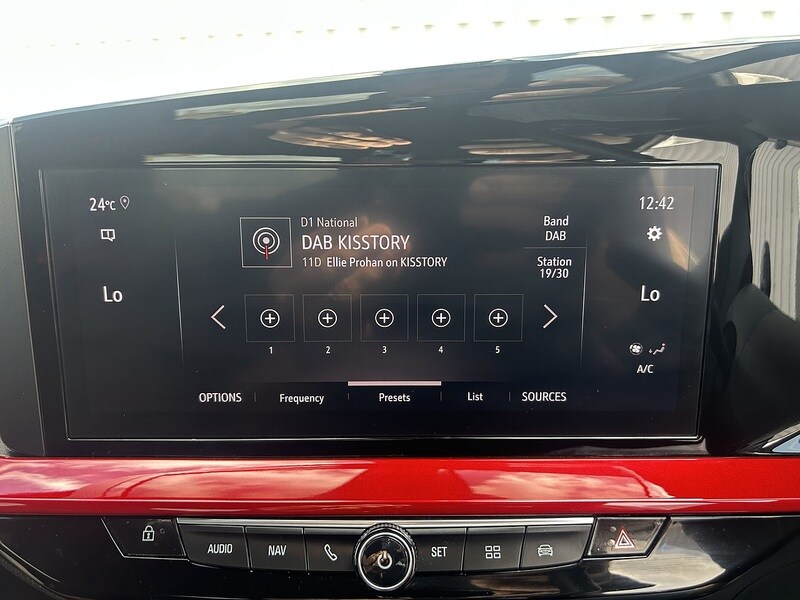 24°C
12:42
D1 National
DAB KISSTORY
11D Ellie Prohan on KISSTORY
Band
DAB
Station
19/30
Lo
Lo
1 2 3 4 5
A/C
OPTIONS Frequency Presets List SOURCES
AUDIO NAV SET